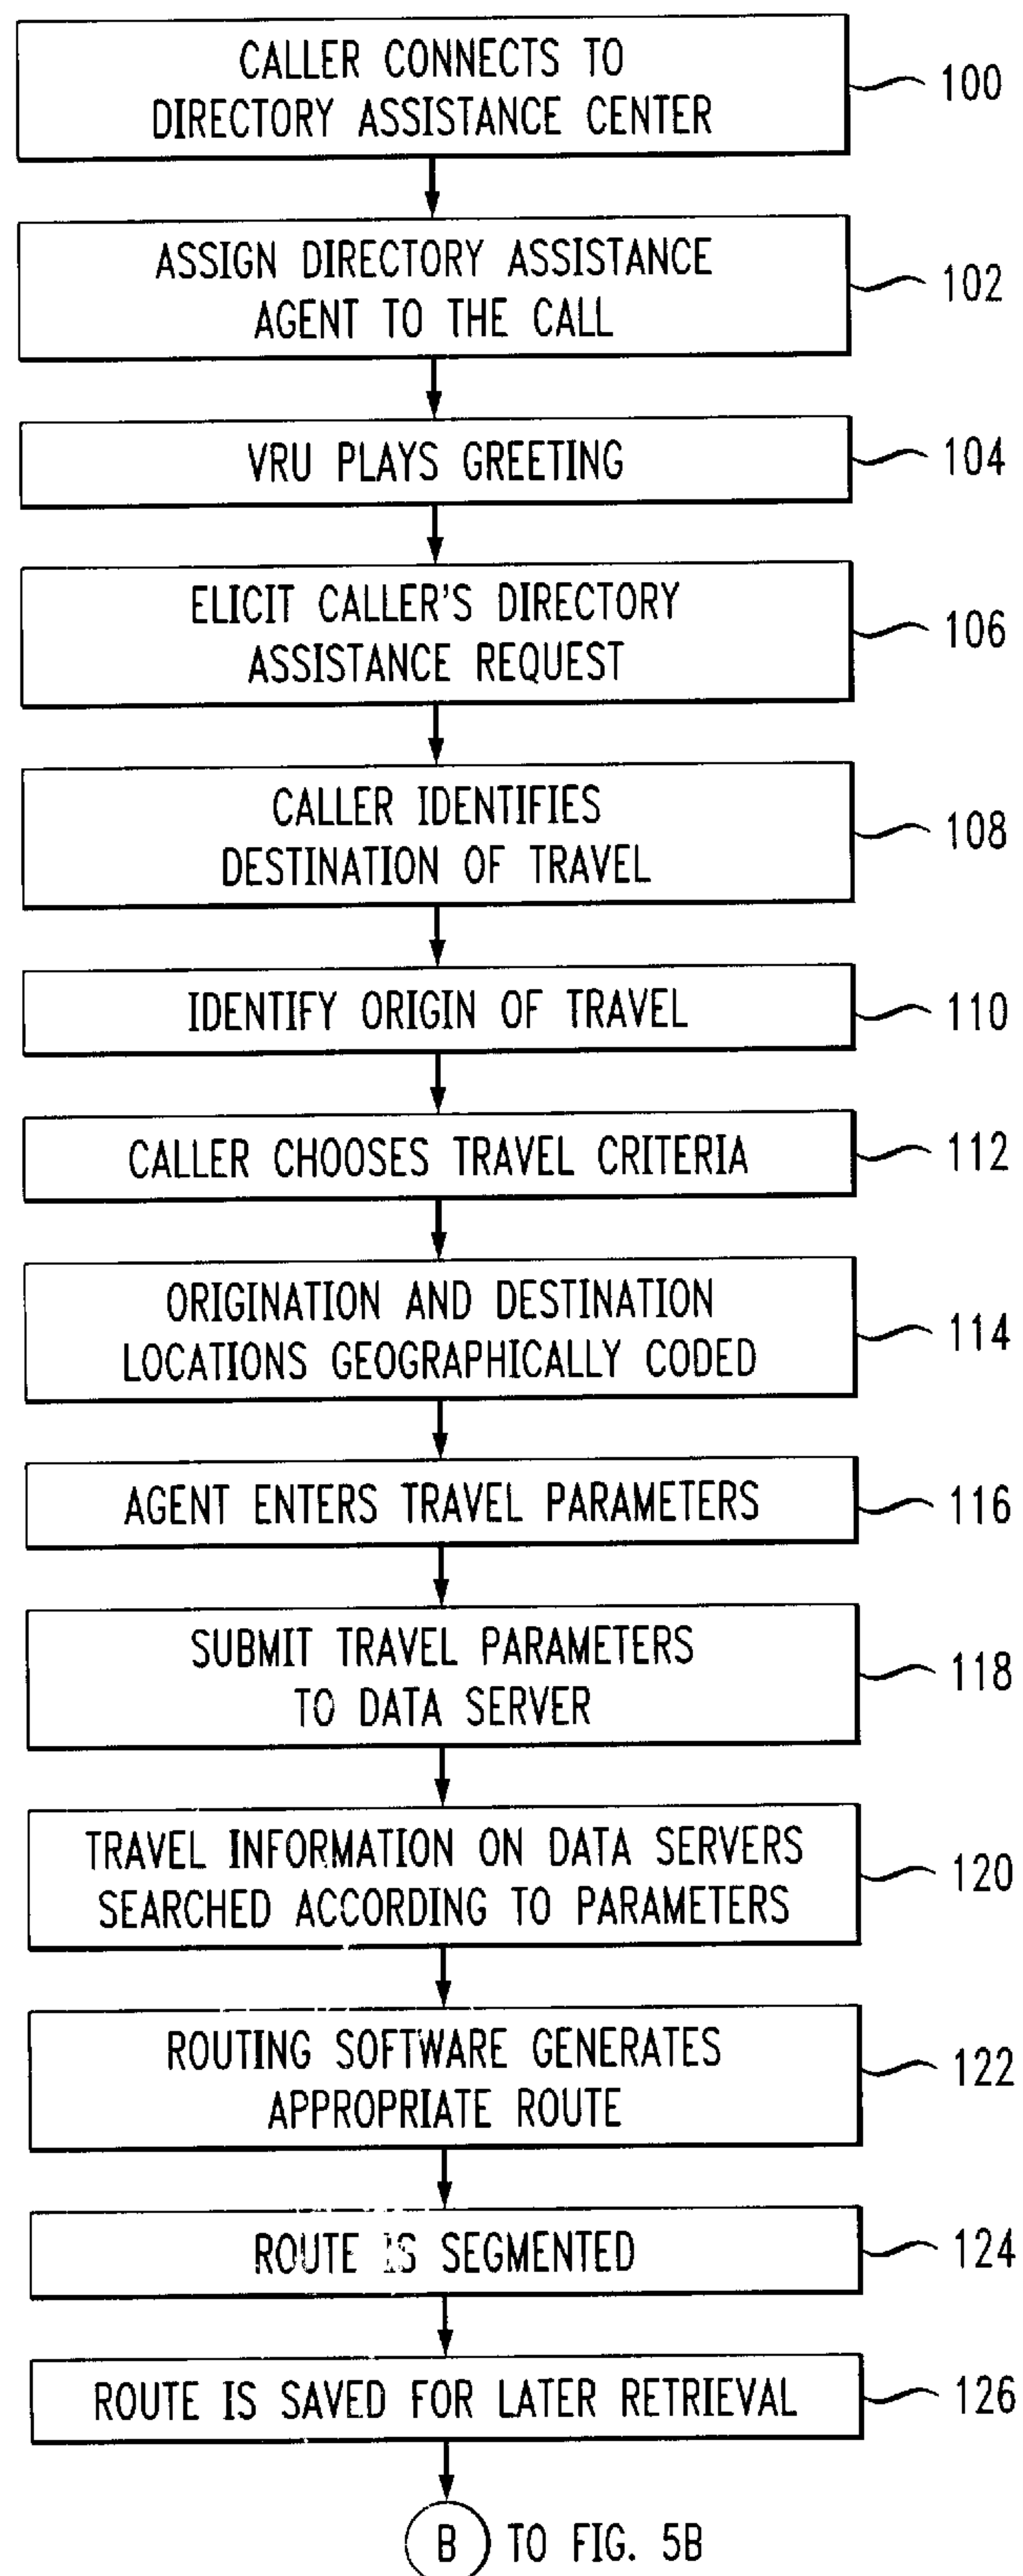 CALLER CONNECTS TO
DIRECTORY ASSISTANCE CENTER
100
ASSIGN DIRECTORY ASSISTANCE
AGENT TO THE CALL
102
VRU PLAYS GREETING
104
ELICIT CALLER'S DIRECTORY
ASSISTANCE REQUEST
106
CALLER IDENTIFIES
DESTINATION OF TRAVEL
108
IDENTIFY ORIGIN OF TRAVEL
110
CALLER CHOOSES TRAVEL CRITERIA
112
ORIGINATION AND DESTINATION
LOCATIONS GEOGRAPHICALLY CODED
114
AGENT ENTERS TRAVEL PARAMETERS
116
SUBMIT TRAVEL PARAMETERS
TO DATA SERVER
118
TRAVEL INFORMATION ON DATA SERVERS
SEARCHED ACCORDING TO PARAMETERS
120
ROUTING SOFTWARE GENERATES
APPROPRIATE ROUTE
122
ROUTE IS SEGMENTED
124
ROUTE IS SAVED FOR LATER RETRIEVAL
126
B TO FIG. 5B